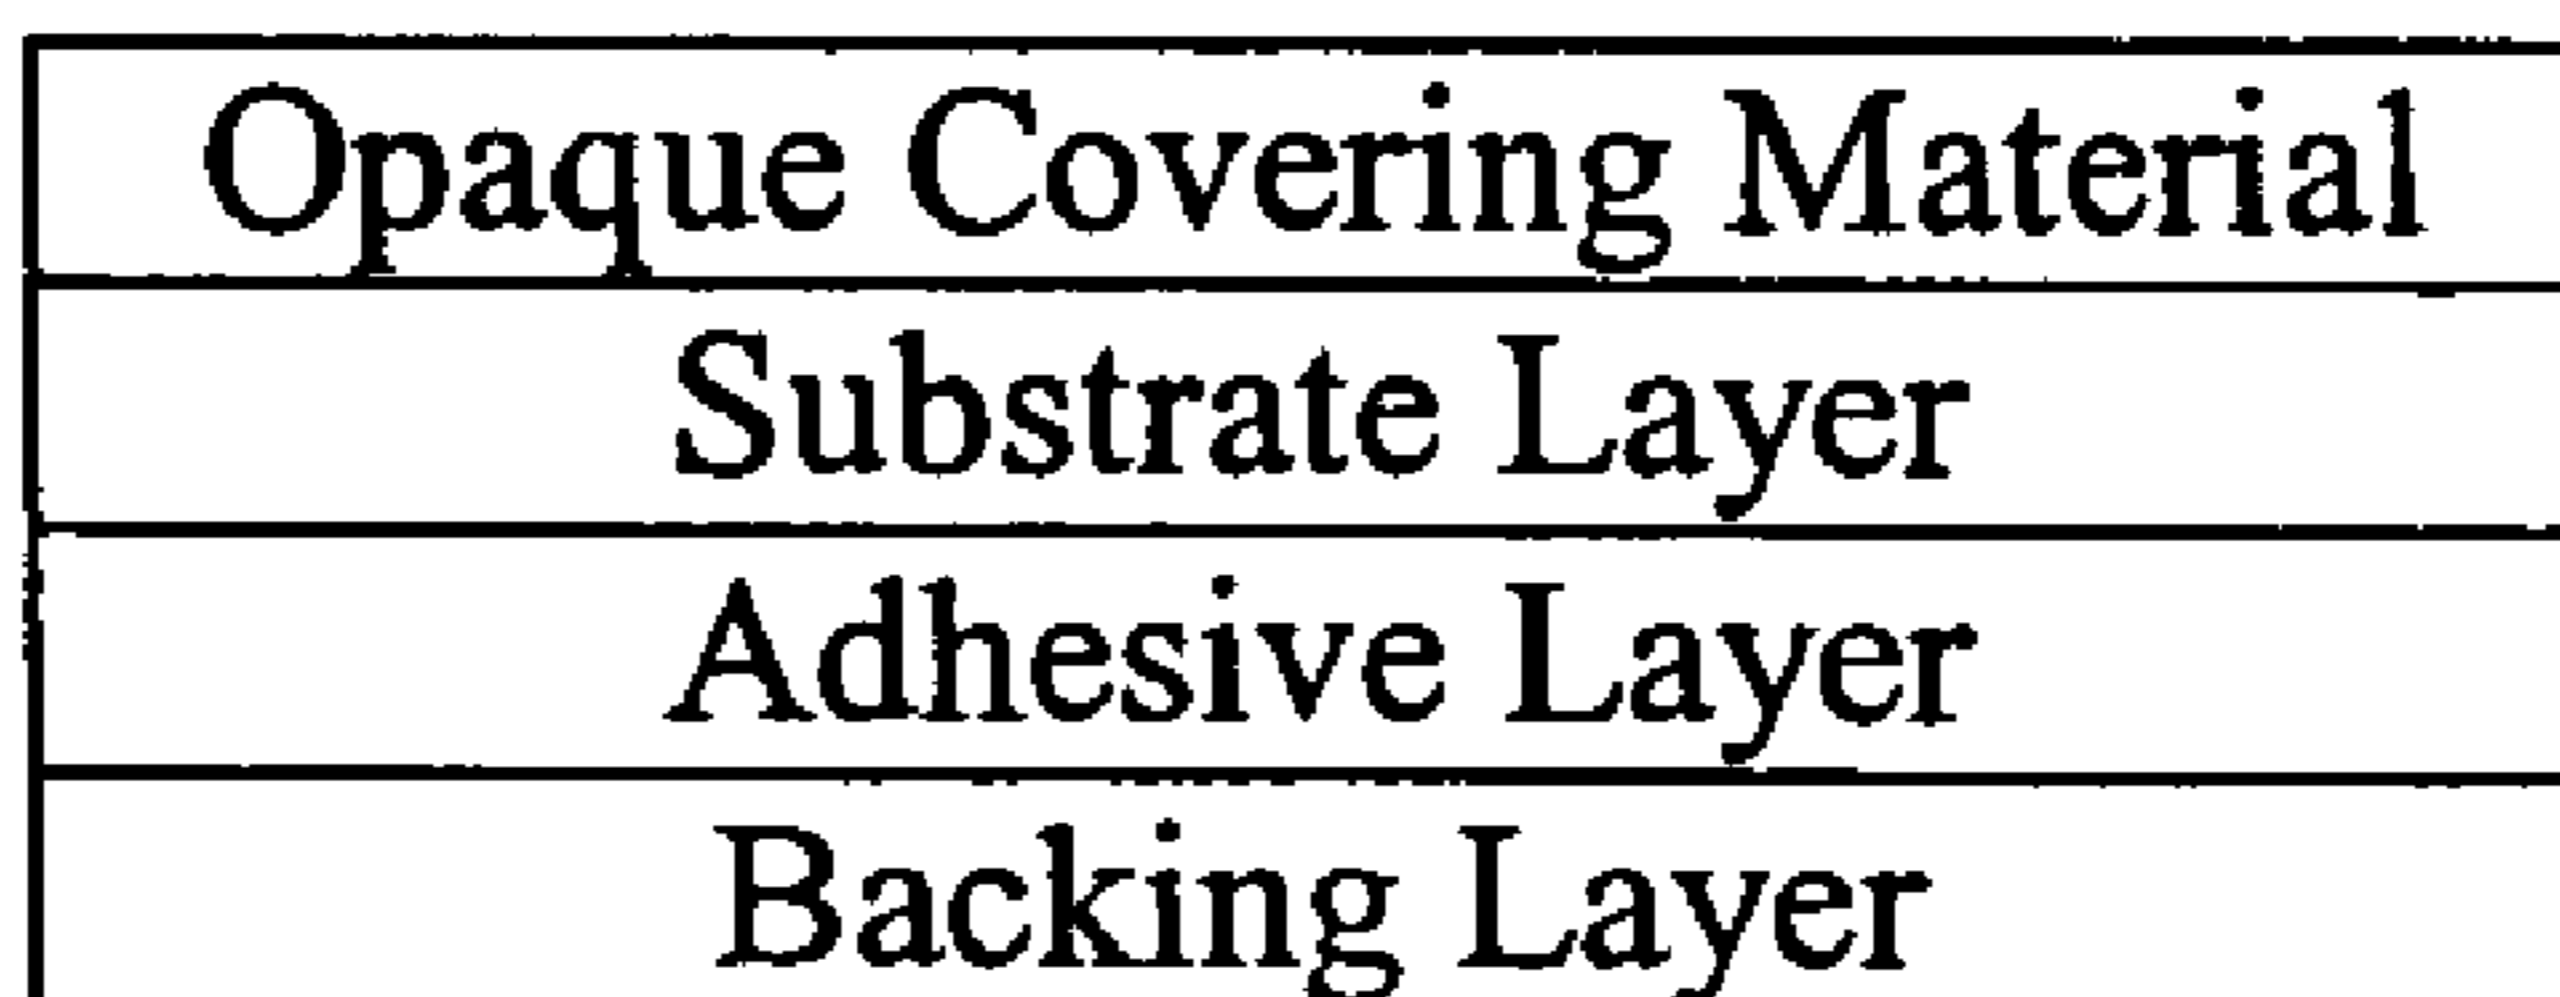 Opaque Covering Material
Substrate Layer
Adhesive Layer
Backing Layer